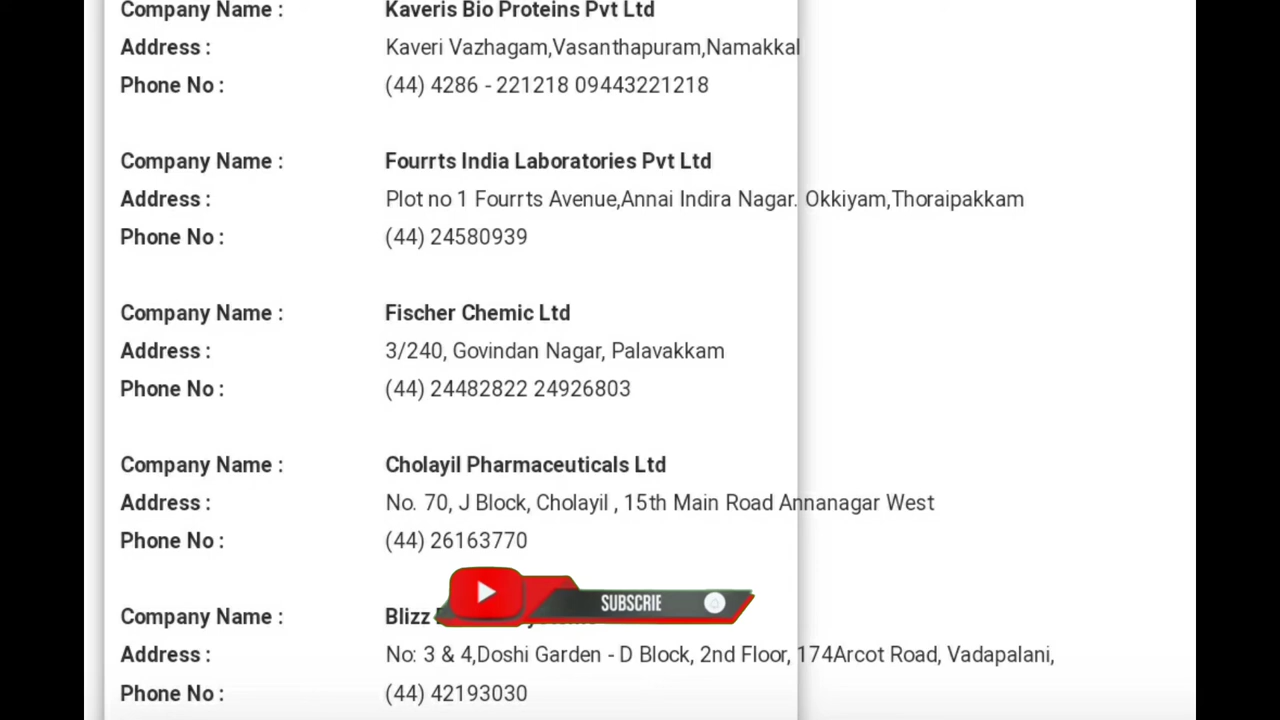 Company Name : Kaveris Bio Proteins Pvt Ltd
Address : Kaveri Vazhagam,Vasanthapuram,Namakkal
Phone No : (44) 4286 - 221218 09443221218
Company Name : Fourrts India Laboratories Pvt Ltd
Address : Plot no 1 Fourrts Avenue,Annai Indira Nagar. Okkiyam,Thoraipakkam
Phone No : (44) 24580939
Company Name : Fischer Chemic Ltd
Address : 3/240, Govindan Nagar, Palavakkam
Phone No : (44) 24482822 24926803
Company Name : Cholayil Pharmaceuticals Ltd
Address : No. 70, J Block, Cholayil , 15th Main Road Annanagar West
Phone No : (44) 26163770
SUBSCRIE
Company Name : Blizz
Address : No: 3 & 4,Doshi Garden - D Block, 2nd Floor, 174Arcot Road, Vadapalani,
Phone No : (44) 42193030